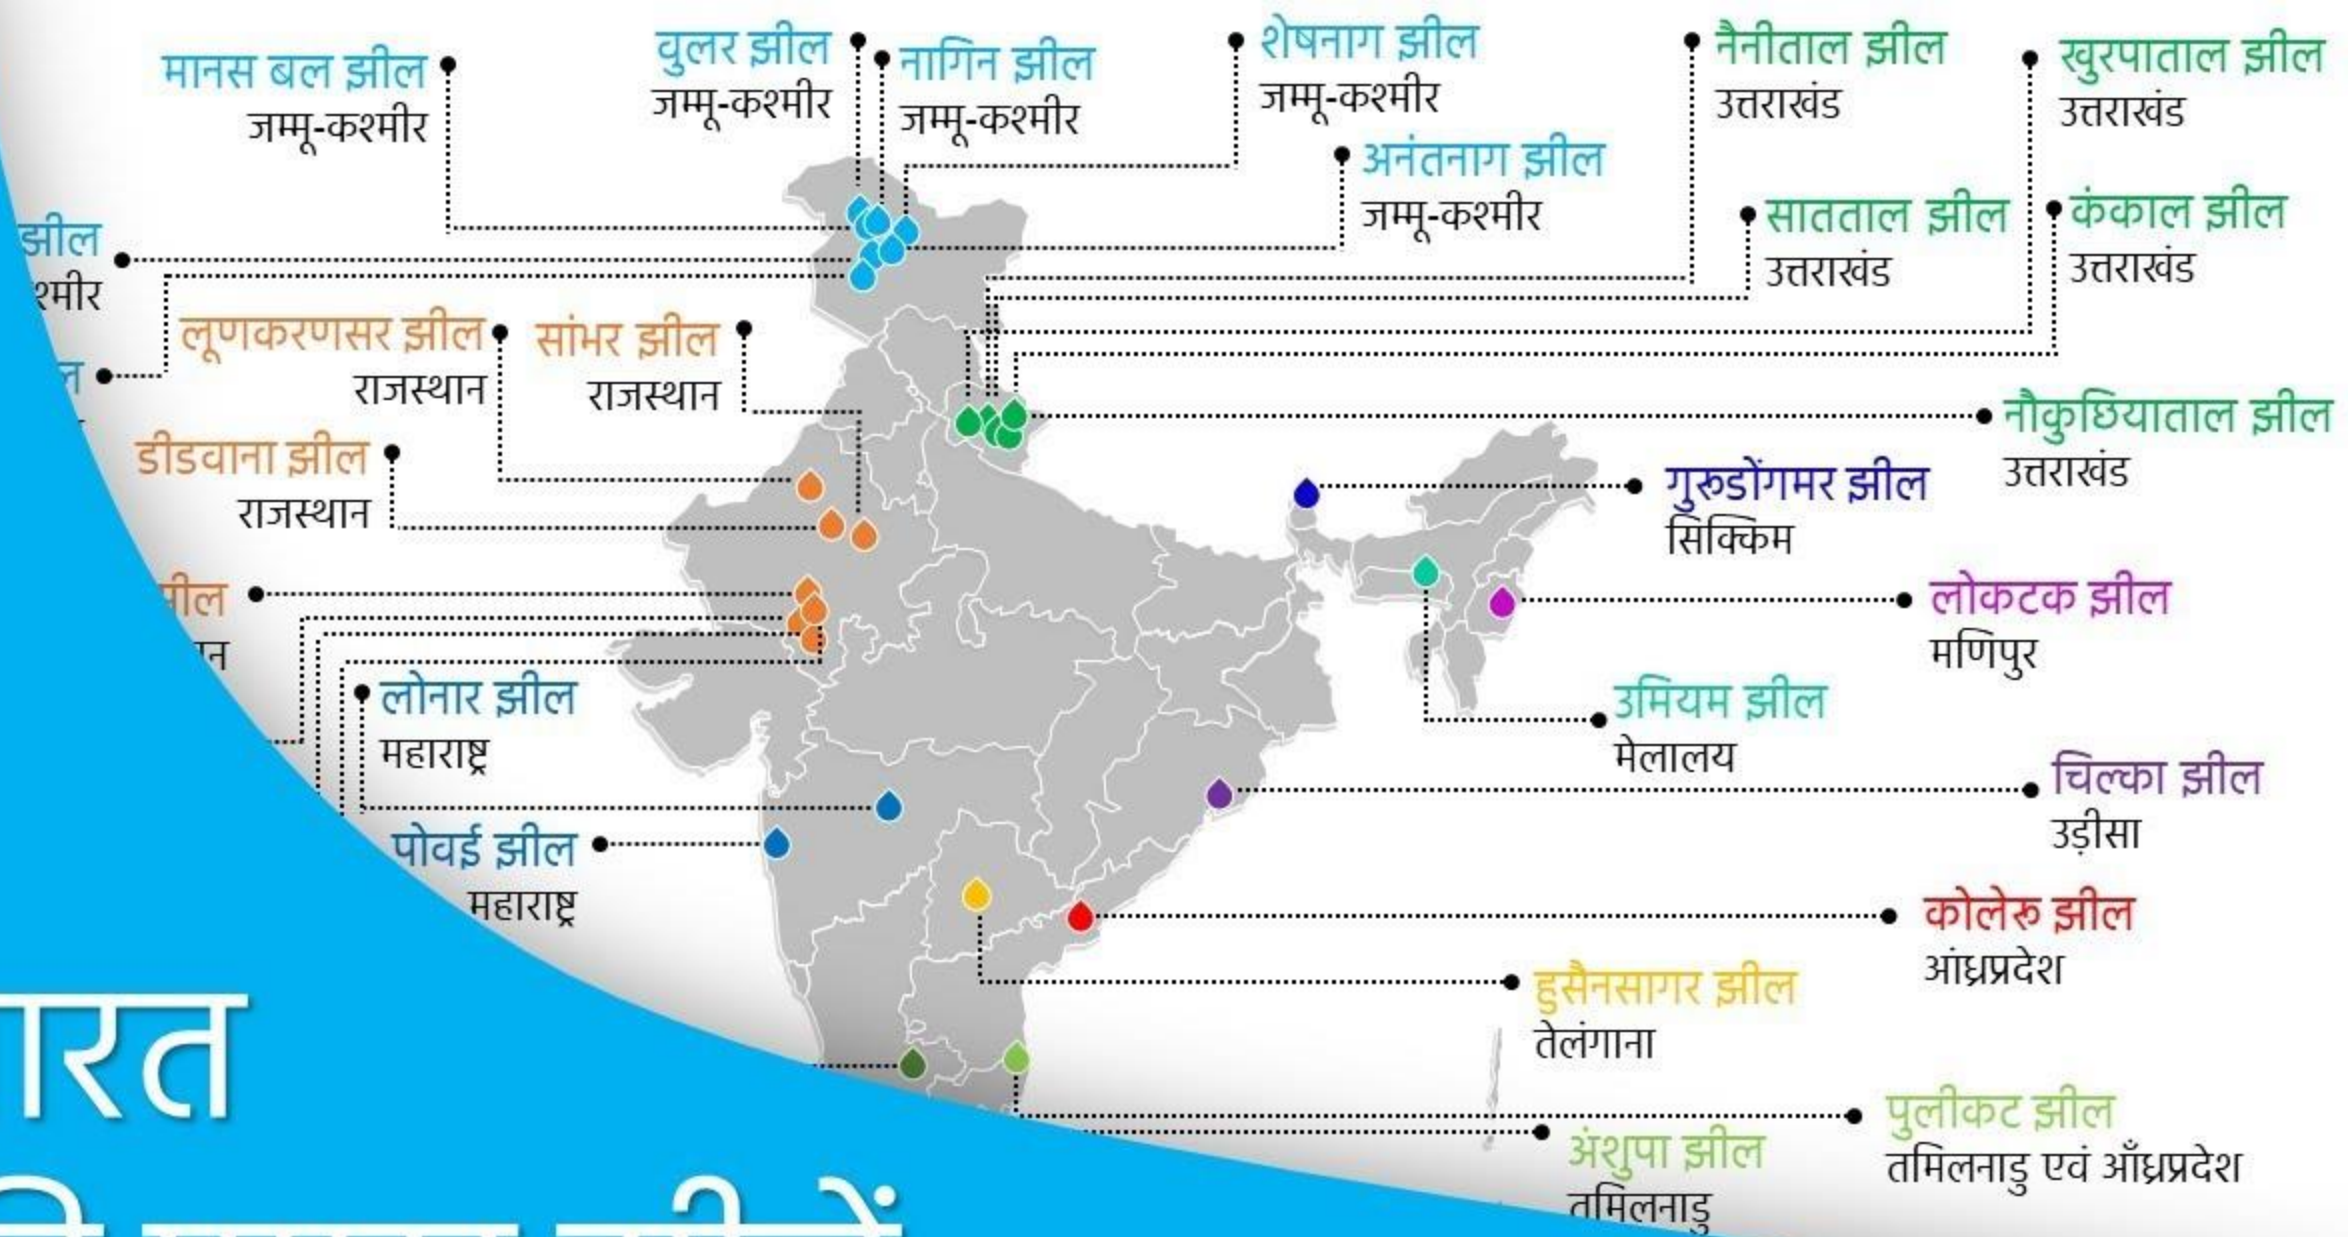 मानस बल झील
जम्मू-कश्मीर
वुलर झील
जम्मू-कश्मीर
नागिन झील
जम्मू-कश्मीर
शेषनाग झील
जम्मू-कश्मीर
अनंतनाग झील
जम्मू-कश्मीर
नैनीताल झील
उत्तराखंड
खुरपाताल झील
उत्तराखंड
सातताल झील
उत्तराखंड
कंकाल झील
उत्तराखंड
झील
लूणकरणसर झील
राजस्थान
सांभर झील
राजस्थान
डीडवाना झील
राजस्थान
नौकुछियाताल झील
उत्तराखंड
गुरूडोंगमर झील
सिक्किम
लोकटक झील
मणिपुर
लोनार झील
महाराष्ट्र
उमियम झील
मेलालय
चिल्का झील
उड़ीसा
पोवई झील
महाराष्ट्र
कोलेरू झील
आंध्रप्रदेश
हुसैनसागर झील
तेलंगाना
पुलीकट झील
तमिलनाडु एवं आँध्रप्रदेश
अंशुपा झील
तमिलनाडु